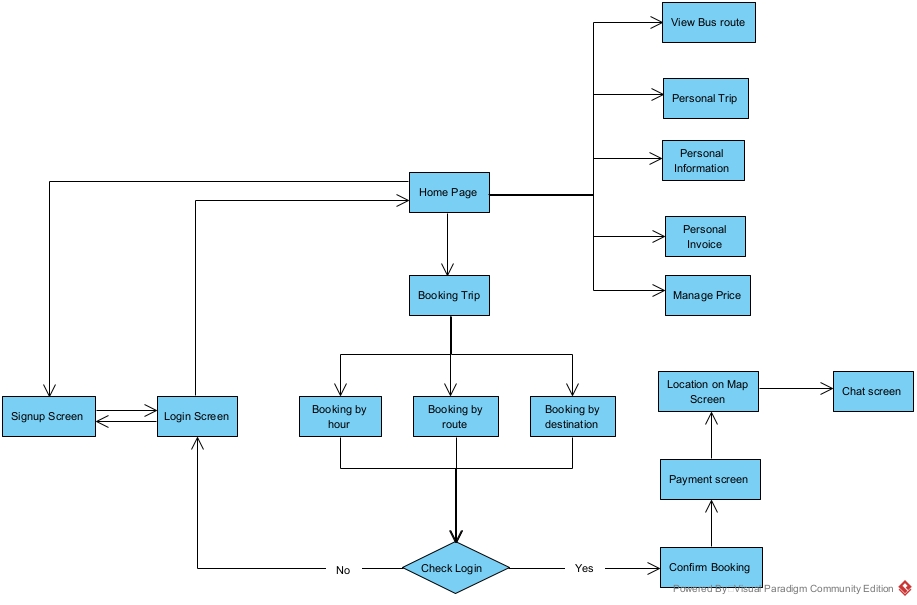 View Bus route
Personal Trip
Personal
Information
Home Page
Personal
Invoice
Booking Trip
Manage Price
Signup Screen
Login Screen
Booking by
hour
Booking by
route
Booking by
destination
Location on Map
Screen
Chat screen
Payment screen
Check Login
No
Yes
Confirm Booking
Powered By: Visual Paradigm Community Edition